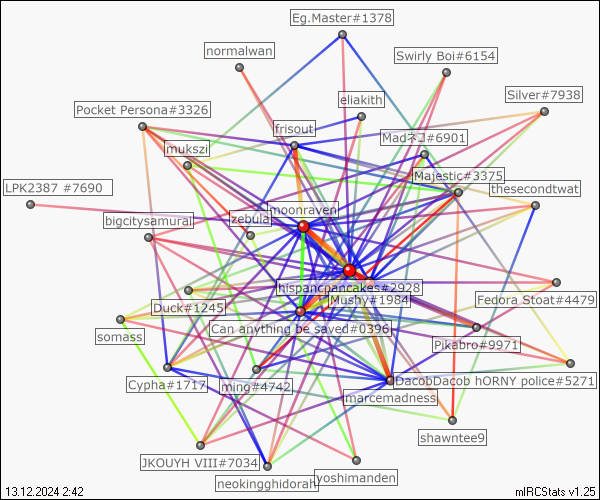 Eg.Master#1378
normalwan
Swirly Boi#6154
eliakith
Silver#7938
Pocket Persona#3326
frisout
Madネコ#6901
mukszi
Majestic#3375
LPK2387 #7690
thesecondtwat
moonraven
bigcitysamurai
zebula
hispancpancakes#2928
Mushy#1984
Fedora Stoat#4479
Duck#1245
Can anything be saved#0396
somass
Pikabro#9971
Cypha#1717
ming#4742
DacobDacob hORNY police#5271
marcemadness
shawntee9
JKOUYH VIII#7034
yoshimanden
neokingghidorah
13.12.2024 2:42
mIRCStats v1.25